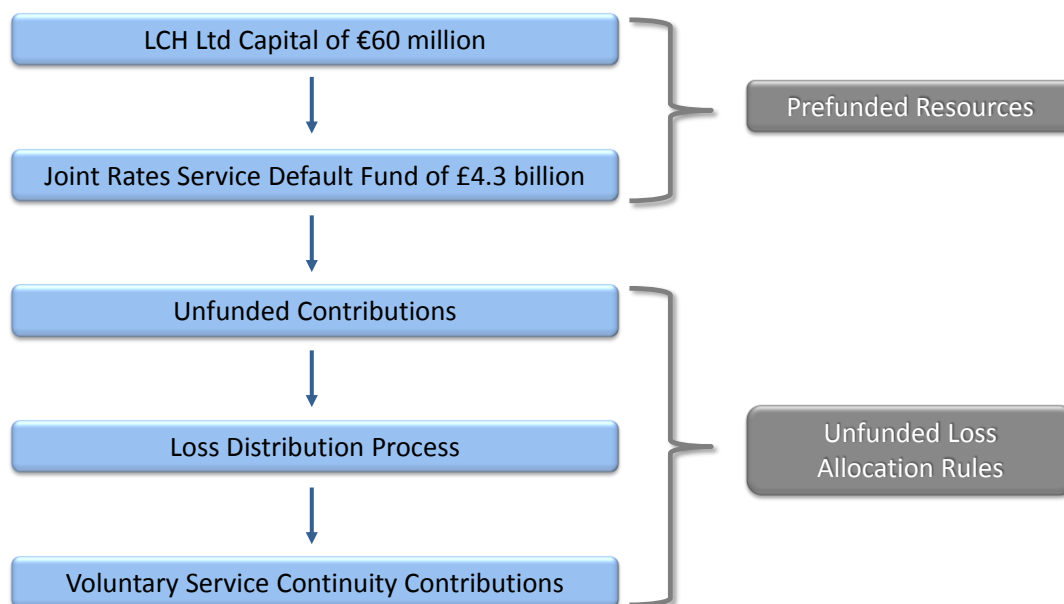 LCH Ltd Capital of €60 million
Prefunded Resources
Joint Rates Service Default Fund of £4.3 billion
Unfunded Contributions
Loss Distribution Process
Unfunded Loss
Allocation Rules
Voluntary Service Continuity Contributions